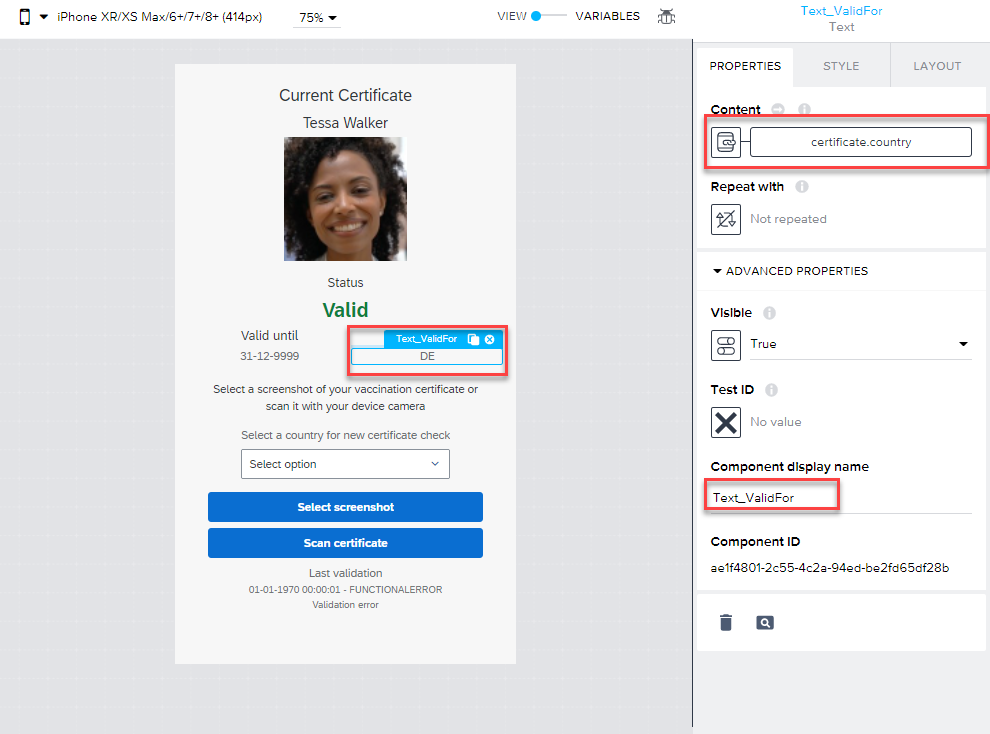 iPhone XR/XS Max/6+/7+/8+ (414px)
75%
VIEW
VARIABLES
Text_ValidFor
Text
PROPERTIES
STYLE
LAYOUT
Current Certificate
Tessa Walker
Status
Valid
Valid until
31-12-9999
Text_ValidFor
DE
Select a screenshot of your vaccination certificate or
scan it with your device camera
Select a country for new certificate check
Select option
Select screenshot
Scan certificate
Last validation
01-01-1970 00:00:01 - FUNCTIONALERROR
Validation error
Content
certificate.country
Repeat with
Not repeated
ADVANCED PROPERTIES
Visible
True
Test ID
No value
Component display name
Text_ValidFor
Component ID
ae1f4801-2c55-4c2a-94ed-be2fd65df28b